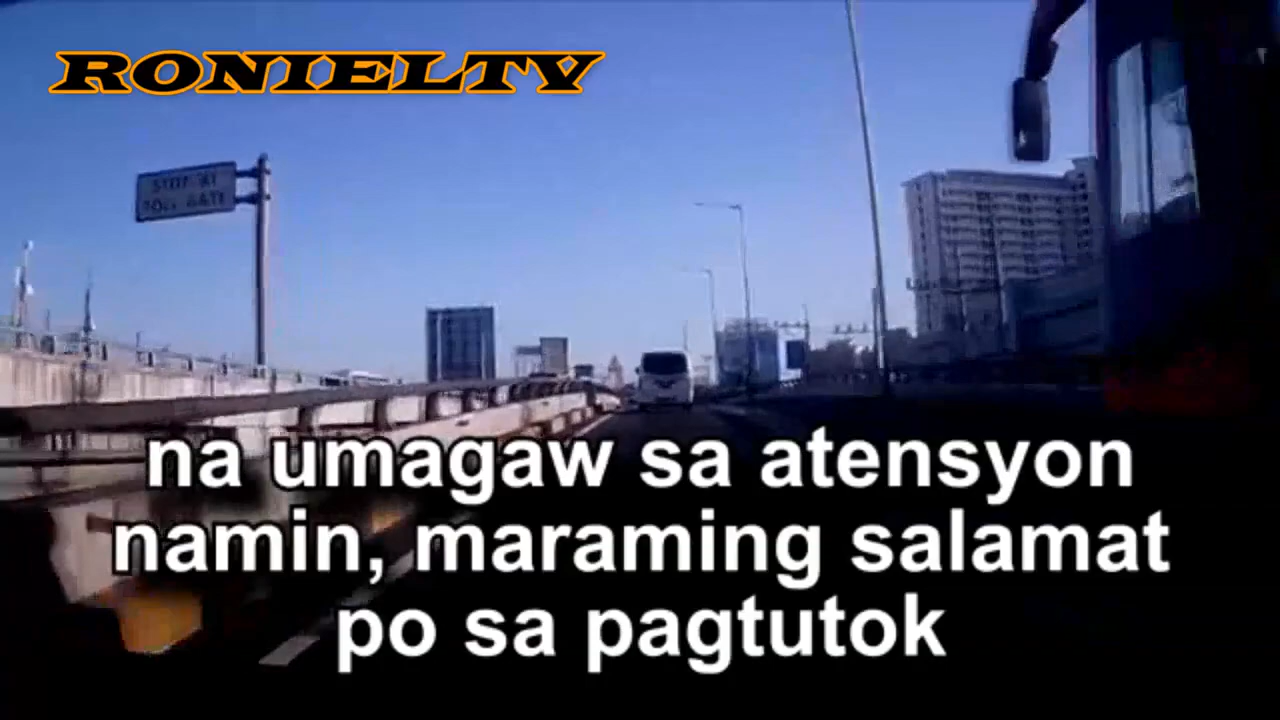 RONIELTV
na umagaw sa atensyon
namin, maraming salamat
po sa pagtutok